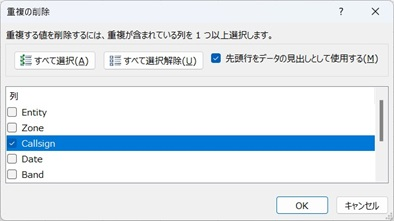 重複の削除
重複する値を削除するには、重複が含まれている列を 1 つ以上選択します。
すべて選択(A) すべて選択解除(U) 先頭行をデータの見出しとして使用する(M)
列
Entity
Zone
Callsign
Date
Band
OK キャンセル